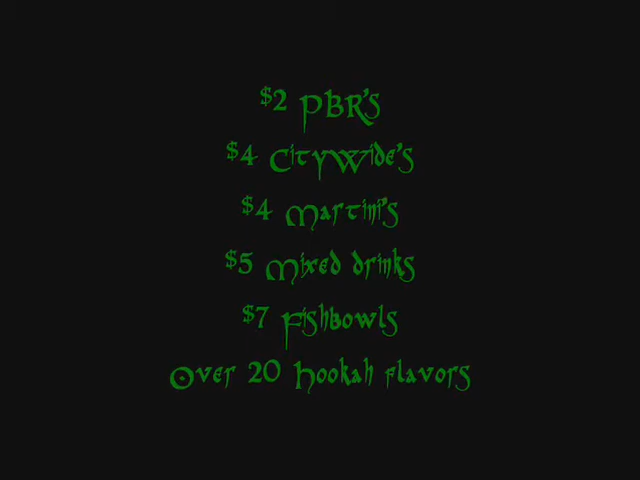 $2 PBR's
$4 CityWide's
$4 Martini's
$5 Mixed drinks
$7 Fishbowls
Over 20 Hookah flavors